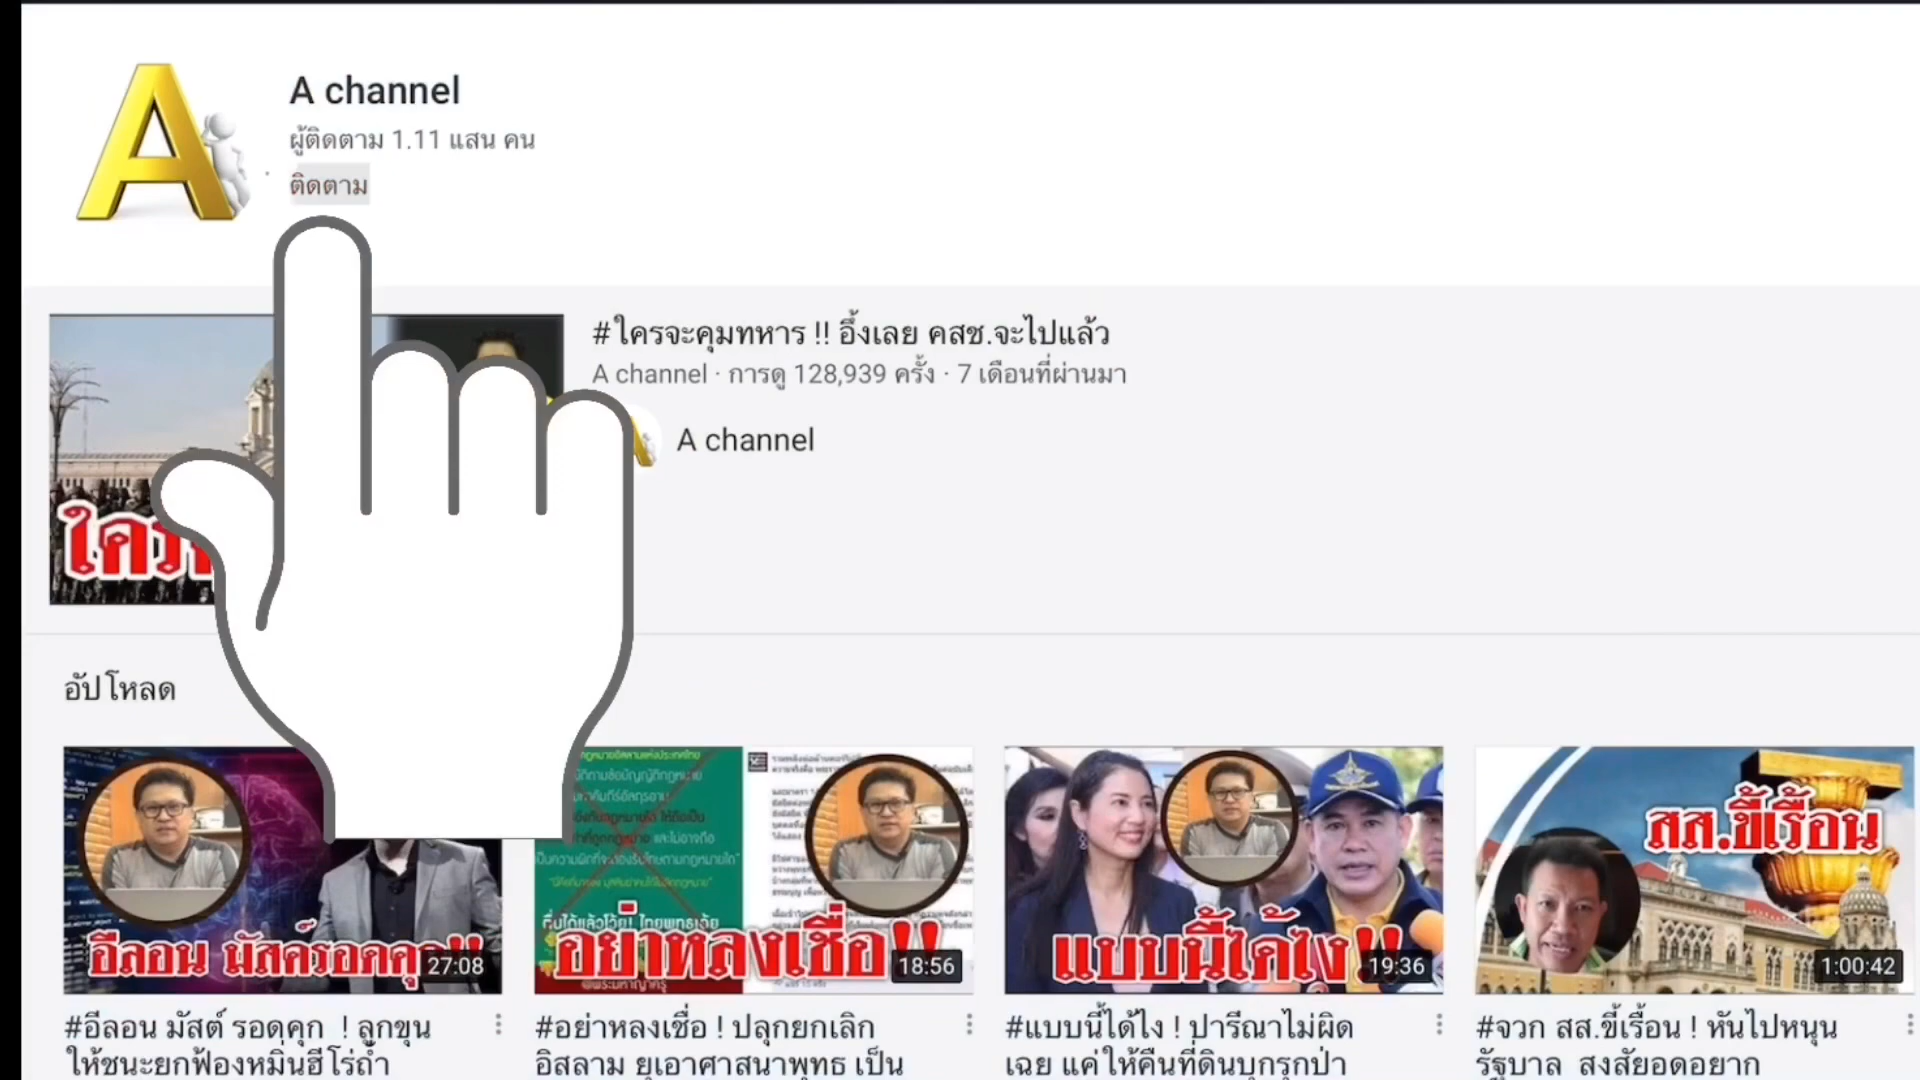 A channel
ผู้ติดตาม 1.11 แสน คน
ติดตาม
#ใครจะคุมทหาร !! อึ้งเลย คสช.จะไปแล้ว
A channel · การดู 128,939 ครั้ง · 7 เดือนที่ผ่านมา
A channel
อัปโหลด
อีลอน มัสค์รอดคุก!!
27:08
อย่าหลงเชื่อ!!
18:56
แบบนี้ได้ไง!!
19:36
สส.ขี้เรื้อน
1:00:42
#อีลอน มัสต์ รอดคุก ! ลูกขุน
ให้ชนะยกฟ้องหมิ่นฮีโร่ถ้ำ
#อย่าหลงเชื่อ ! ปลุกยกเลิก
อิสลาม ยุเอาศาสนาพุทธ เป็น
#แบบนี้ได้ไง ! ปารีณาไม่ผิด
เฉย แค่ให้คืนที่ดินบุกรุกป่า
#จวก สส.ขี้เรื้อน ! หันไปหนุน
รัฐบาล สงสัยอดอยาก